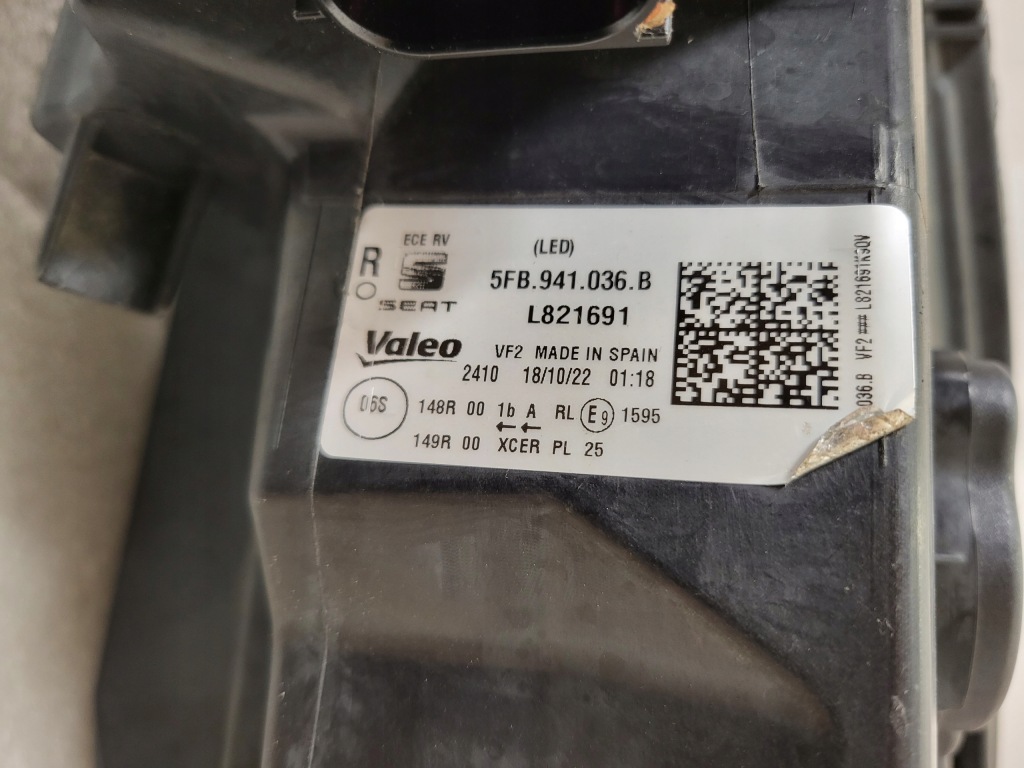 ECE RV
R
SEAT
(LED)
5FB.941.036.B
L821691
Valeo
VF2 MADE IN SPAIN
2410 18/10/22 01:18
06S
148R 00 1b A RL E9 1595
←←
149R 00 XCER PL 25
036.B VF2 ### L821691K90V